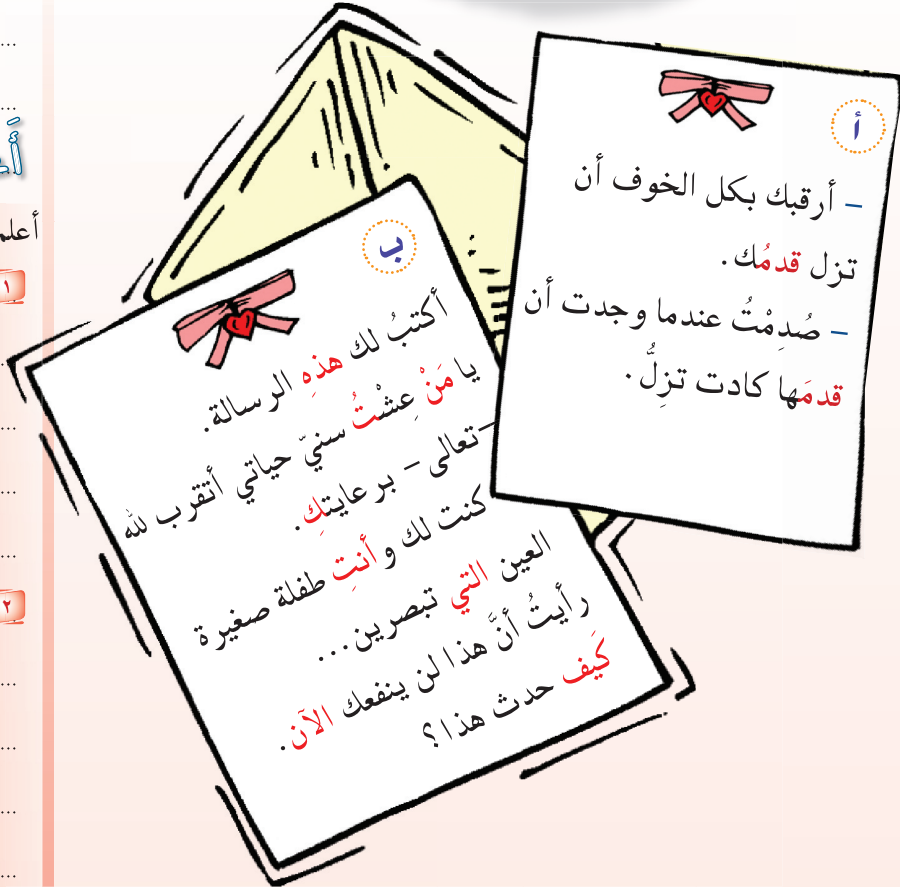 أ
– أرقبك بكل الخوف أن
تزل قدمُك.
– صُدِمْتُ عندما وجدت أن
قدمَها كادت تزِلُّ.
ب
أكتبُ لك هذهِ الرسالة.
يا مَنْ عِشْتُ سنيّ حياتي أتقرب لله
-تعالى- برعايتكِ.
كنت لك وأنتِ طفلة صغيرة
العين التي تبصرين...
رأيتُ أنَّ هذا لن ينفعك الآن.
كَيف حدث هذا؟
١
٢